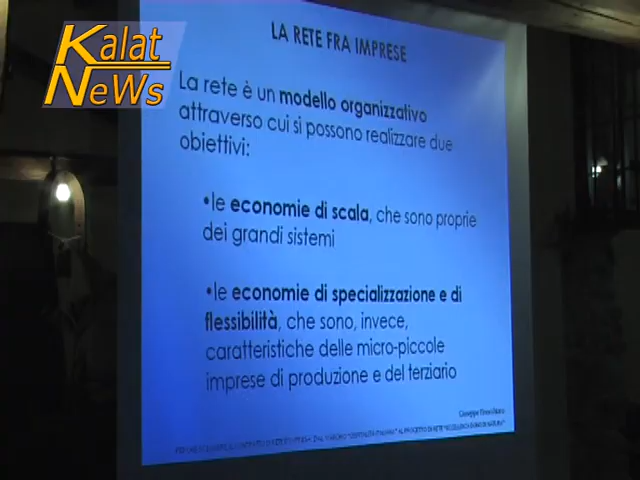 Kalat
NeWs
LA RETE FRA IMPRESE
La rete è un modello organizzativo
attraverso cui si possono realizzare due
obiettivi:
•le economie di scala, che sono proprie
dei grandi sistemi
•le economie di specializzazione e di
flessibilità, che sono, invece,
caratteristiche delle micro-piccole
imprese di produzione e del terziario
Giuseppe